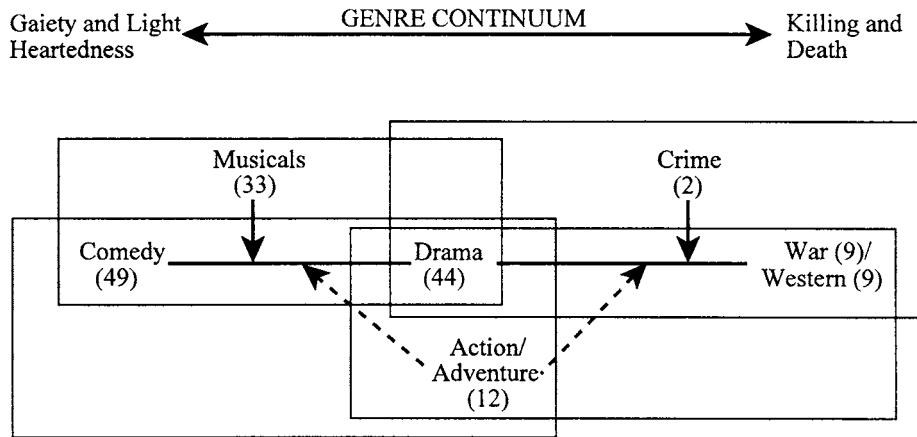 GENRE CONTINUUM
Gaiety and Light
Heartedness
Killing and
Death
Musicals
(33)
Crime
(2)
Comedy
(49)
Drama
(44)
War (9)/
Western (9)
Action/
Adventure
(12)